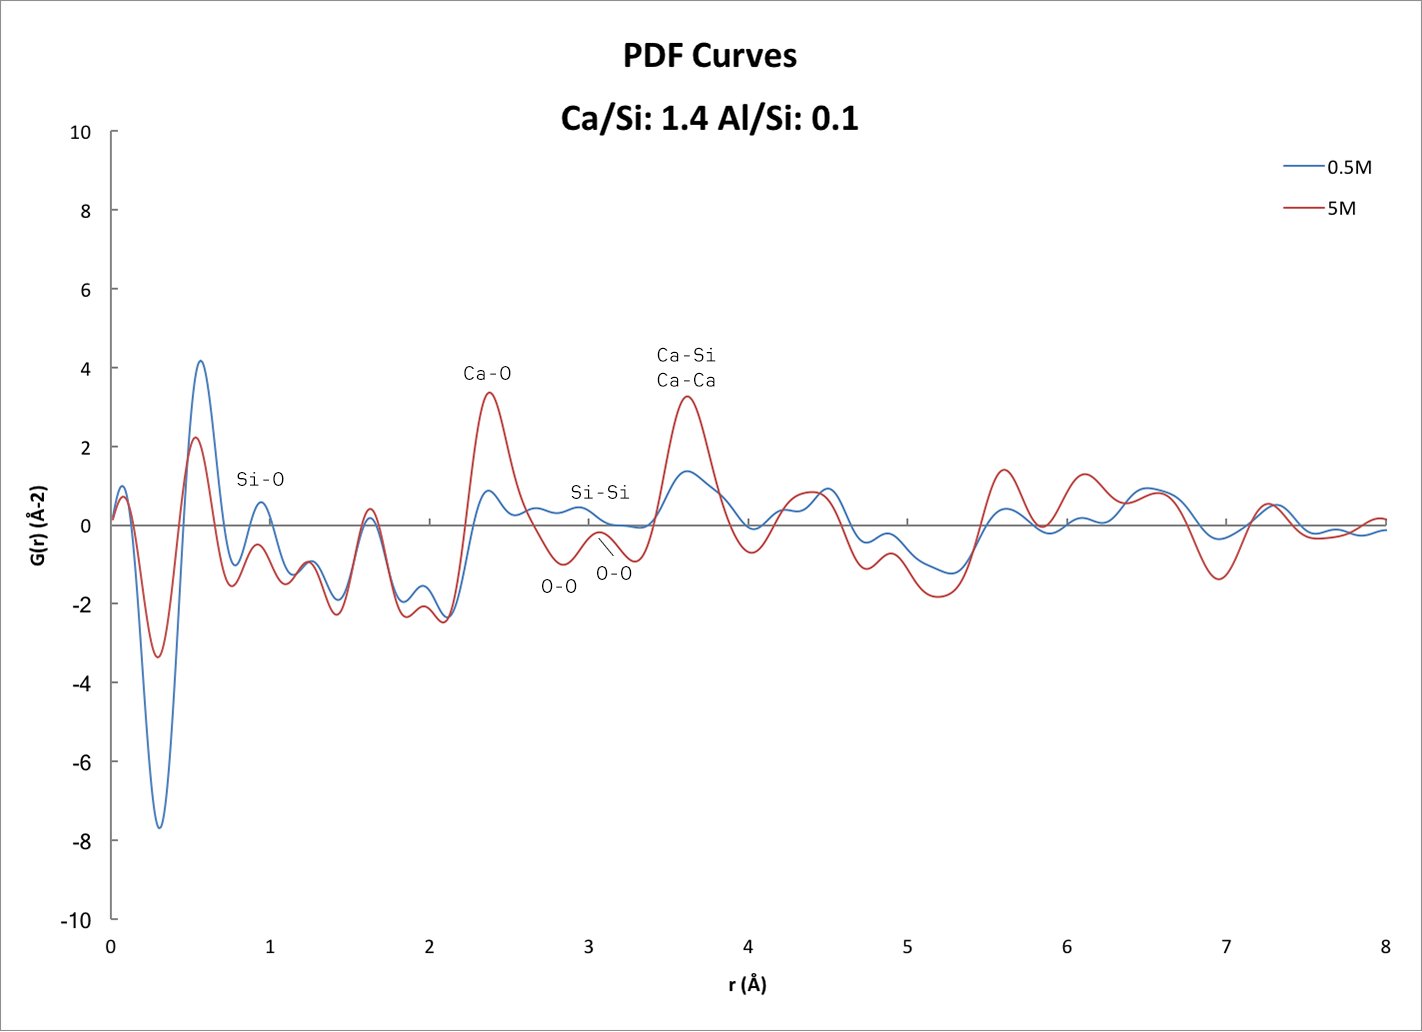 PDF Curves
Ca/Si: 1.4 Al/Si: 0.1
10
8
6
4
2
0
-2
-4
-6
-8
-10
G(r) (Å-2)
0.5M
5M
Si-O
Ca-O
Si-Si
O-O
O-O
Ca-Si
Ca-Ca
0 1 2 3 4 5 6 7 8
r (Å)